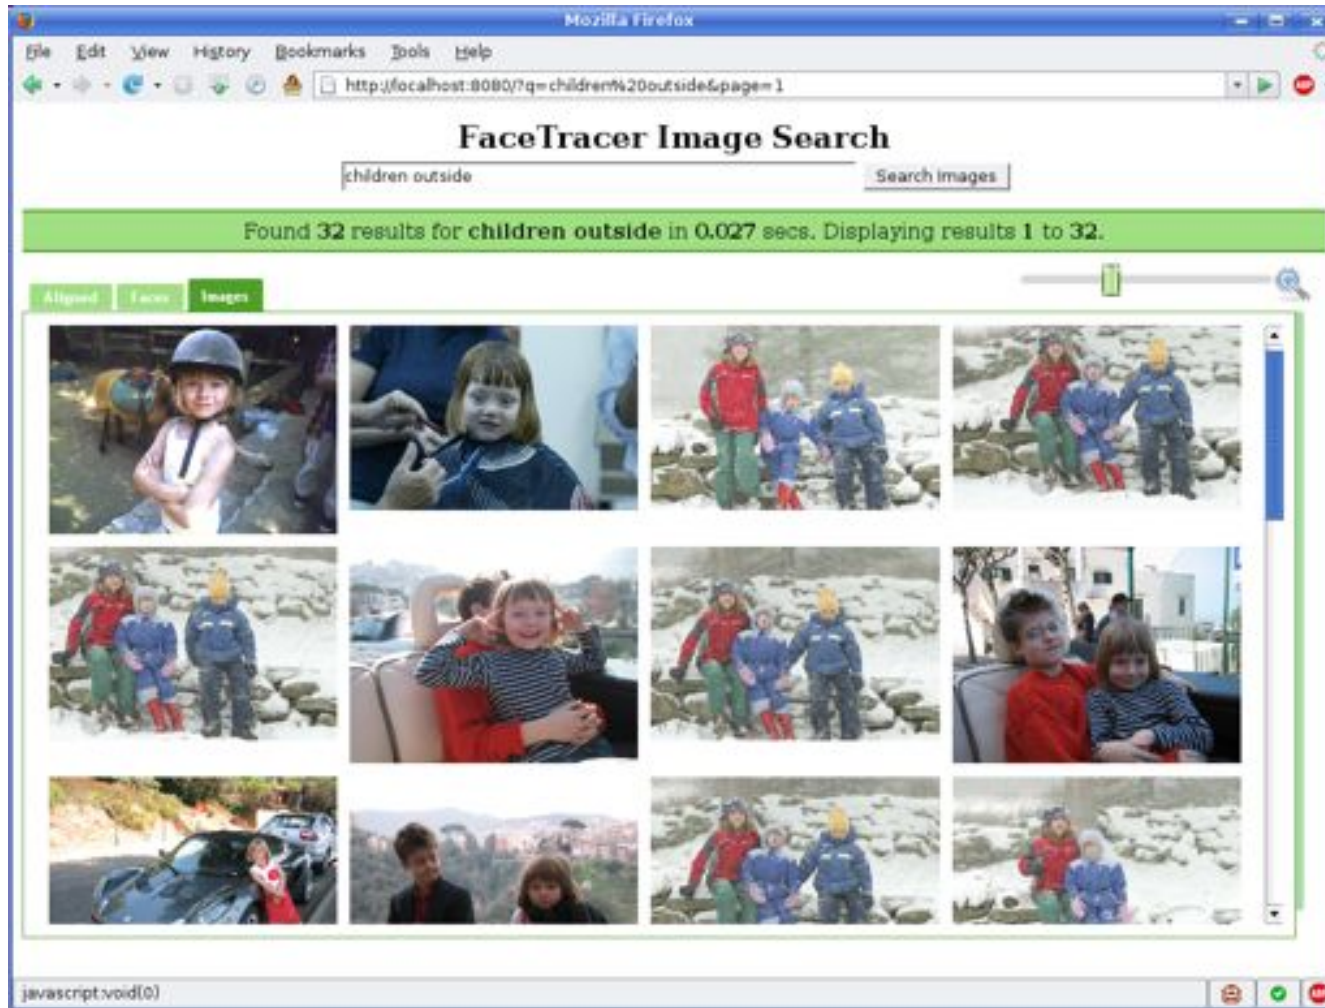 Mozilla Firefox
File Edit View History Bookmarks Tools Help
http://localhost:8080/?q=children%20outside&page=1
ABP
FaceTracer Image Search
children outside
Search Images
Found 32 results for children outside in 0.027 secs. Displaying results 1 to 32.
Aligned Faces Images
javascript:void(0)
ABP